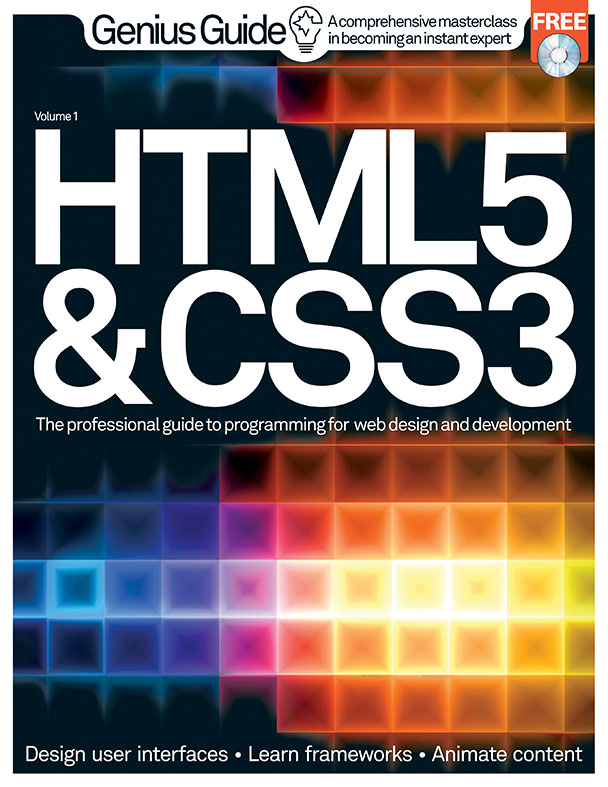 Genius Guide
A comprehensive masterclass
in becoming an instant expert
FREE
Volume 1
HTML5
& CSS3
The professional guide to programming for web design and development
Design user interfaces • Learn frameworks • Animate content